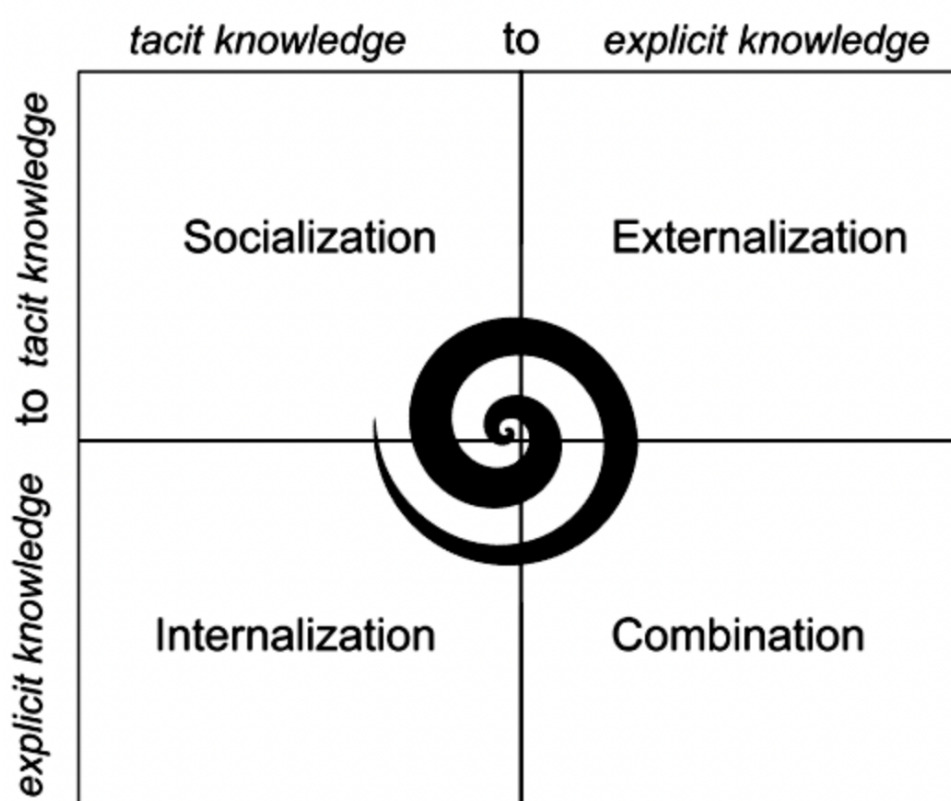 tacit knowledge to explicit knowledge
to tacit knowledge
explicit knowledge
Socialization
Externalization
Internalization
Combination